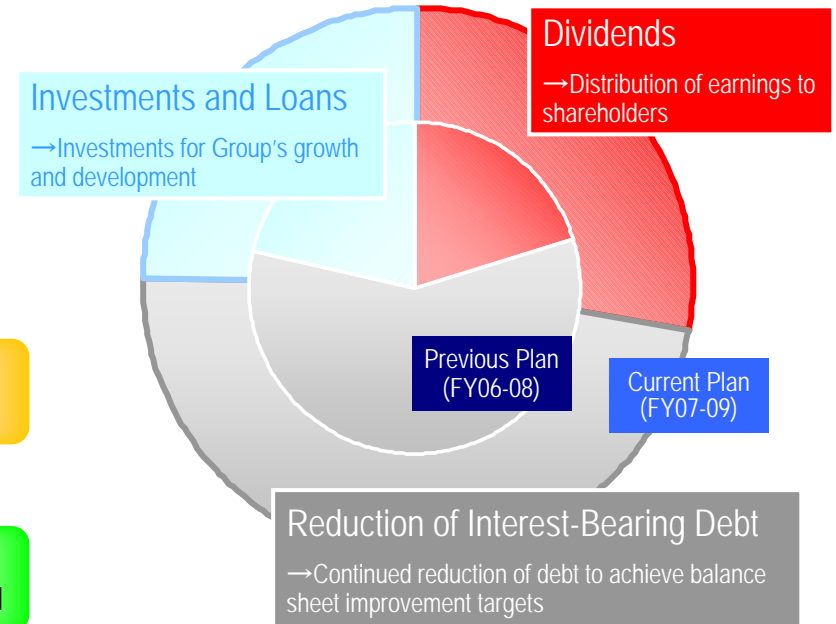 Dividends
→Distribution of earnings to
shareholders
Investments and Loans
→Investments for Group's growth
and development
Previous Plan
(FY06-08)
Current Plan
(FY07-09)
Reduction of Interest-Bearing Debt
→Continued reduction of debt to achieve balance
sheet improvement targets